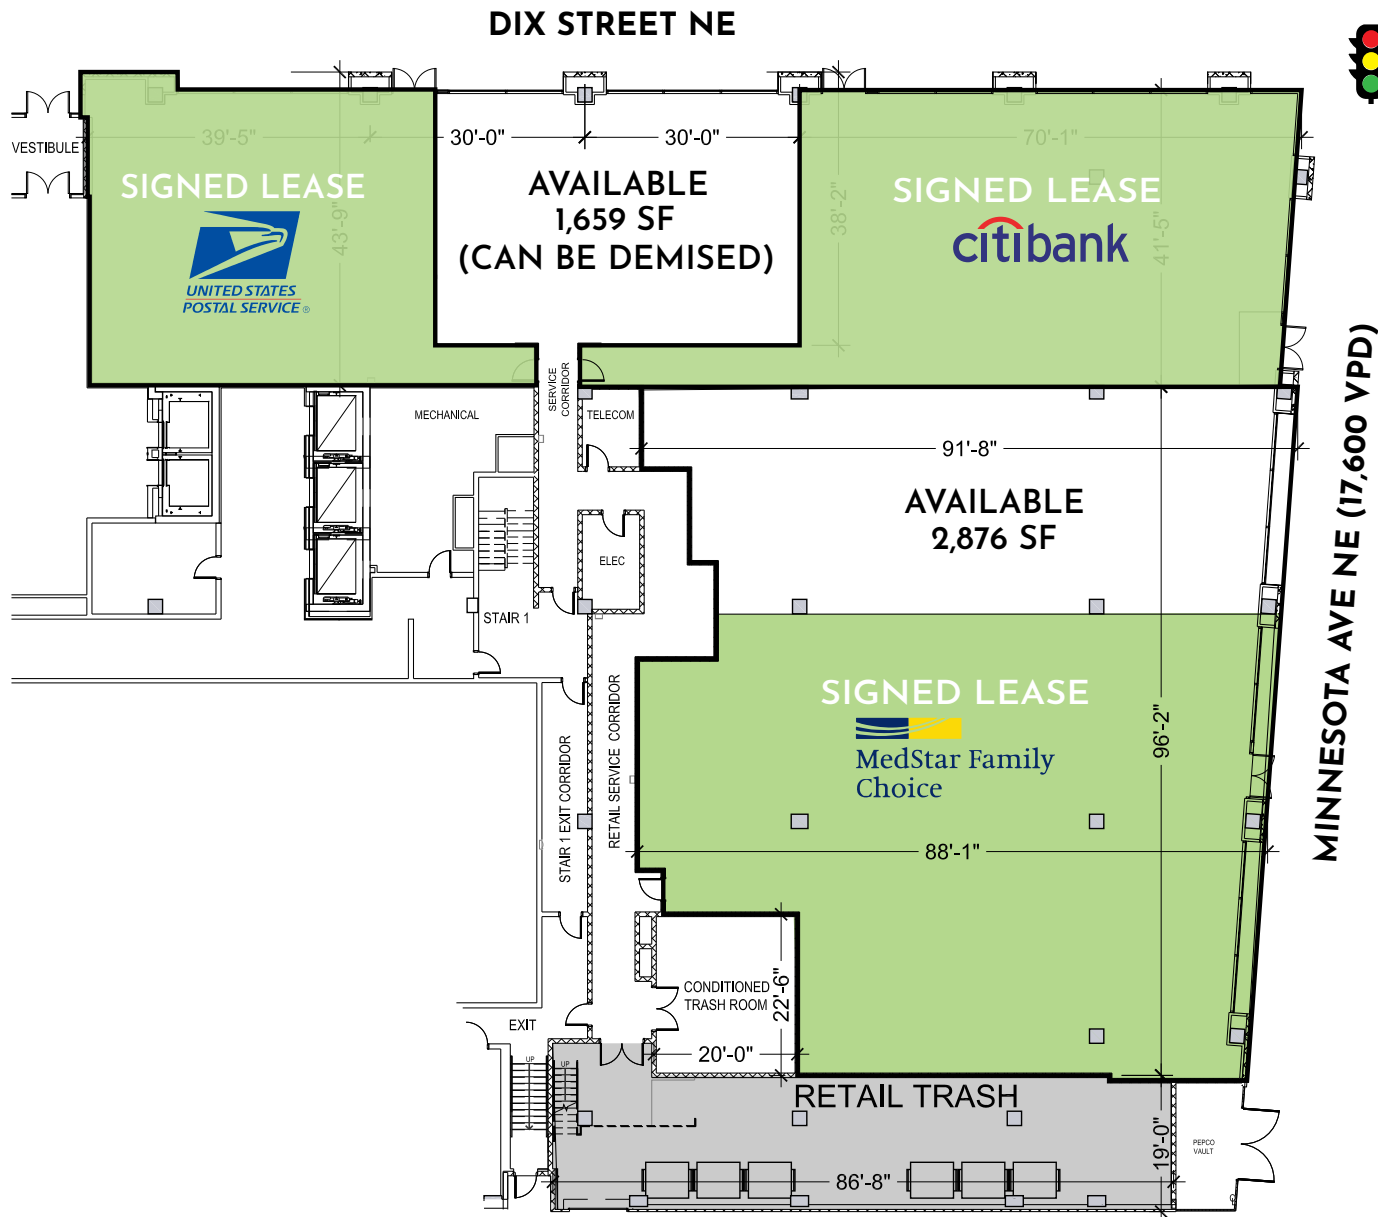 DIX STREET NE
VESTIBULE
39'-5"
30'-0"
30'-0"
70'-1"
SIGNED LEASE
UNITED STATES
POSTAL SERVICE ®
43'-9"
AVAILABLE
1,659 SF
(CAN BE DEMISED)
38'-2"
SIGNED LEASE
citibank
41'-5"
MINNESOTA AVE NE (17,600 VPD)
MECHANICAL
SERVICE
CORRIDOR
TELECOM
91'-8"
AVAILABLE
2,876 SF
ELEC
STAIR 1
SIGNED LEASE
MedStar Family
Choice
96'-2"
RETAIL SERVICE CORRIDOR
STAIR 1 EXIT CORRIDOR
88'-1"
CONDITIONED
TRASH ROOM
22'-6"
20'-0"
EXIT
UP
UP
RETAIL TRASH
19'-0"
PEPCO
VAULT
86'-8"